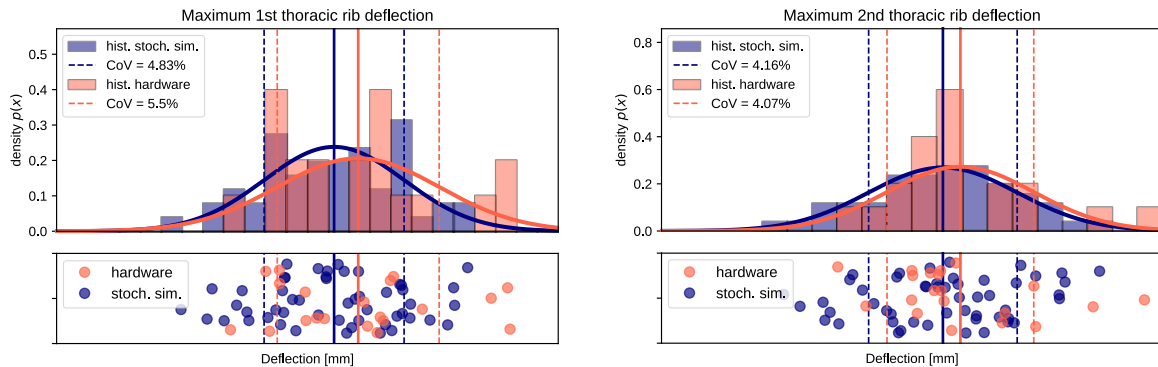 Maximum 1st thoracic rib deflection
0.5
0.4
0.3
0.2
0.1
0.0
density p(x)
hist. stoch. sim.
CoV = 4.83%
hist. hardware
CoV = 5.5%
hardware
stoch. sim.
Deflection [mm]
Maximum 2nd thoracic rib deflection
0.8
0.6
0.4
0.2
0.0
density p(x)
hist. stoch. sim.
CoV = 4.16%
hist. hardware
CoV = 4.07%
hardware
stoch. sim.
Deflection [mm]